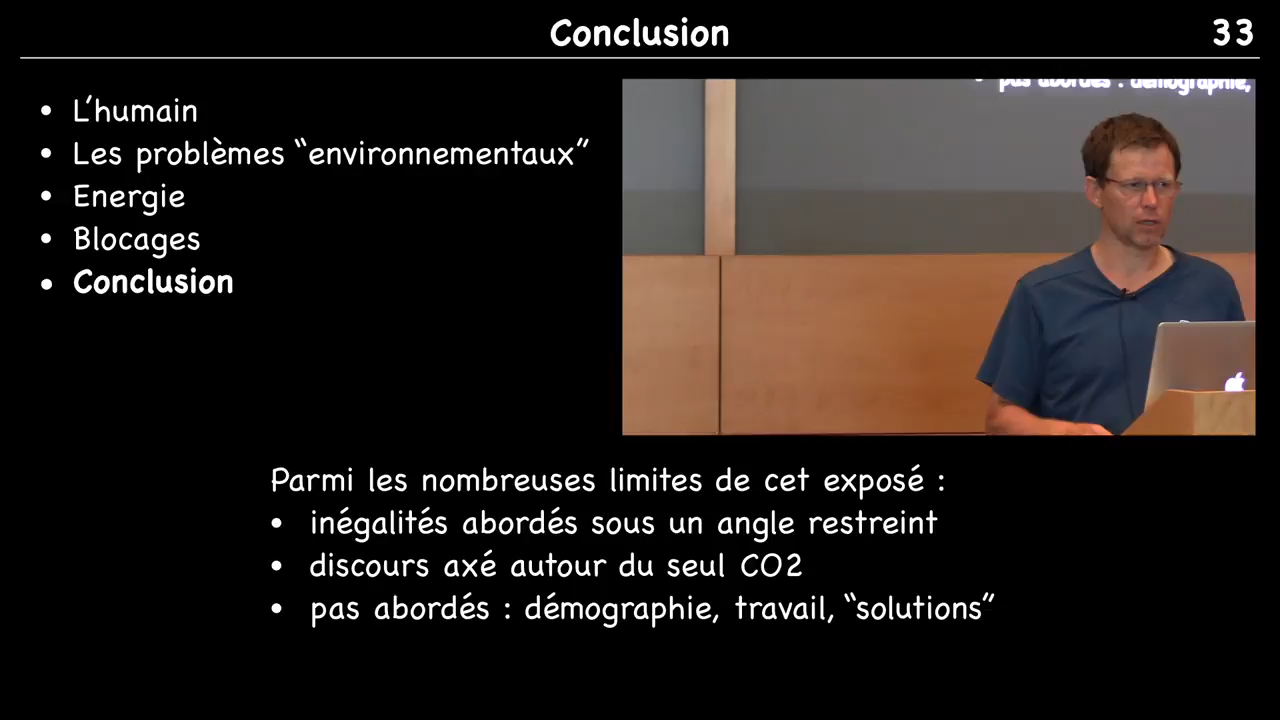 Conclusion
33
L'humain
Les problèmes “environnementaux”
Energie
Blocages
Conclusion
pas abordés : démographie,
Parmi les nombreuses limites de cet exposé :
inégalités abordés sous un angle restreint
discours axé autour du seul CO2
pas abordés : démographie, travail, “solutions”